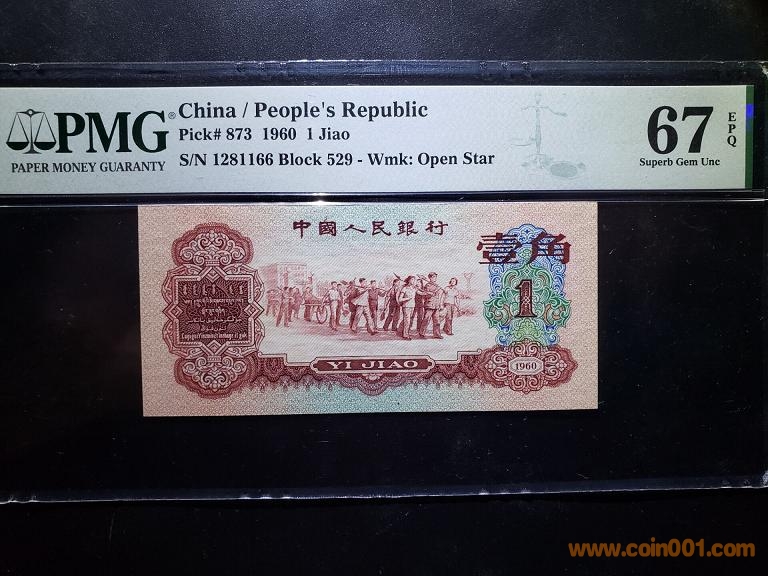 PMG®
PAPER MONEY GUARANTY
China / People's Republic
Pick# 873 1960 1 Jiao
S/N 1281166 Block 529 - Wmk: Open Star
67
EPQ
Superb Gem Unc
中國人民銀行
壹角
1
YI JIAO
1960
www.coin001.com